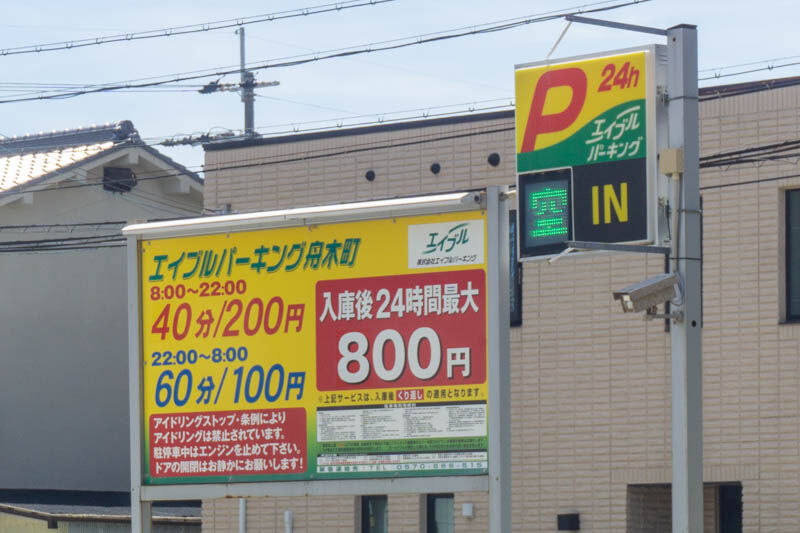 P 24h
エイブル
パーキング
空 IN
エイブルパーキング舟木町
エイブル
株式会社エイブルパーキング
8:00〜22:00
40分/200円
22:00〜8:00
60分/100円
入庫後24時間最大
800円
※上記サービスは、入庫後くり返しの適用となります。
アイドリングストップ・条例により
アイドリングは禁止されています。
駐停車中はエンジンを止めて下さい。
ドアの開閉はお静かにお願いします!
緊急連絡先:TEL